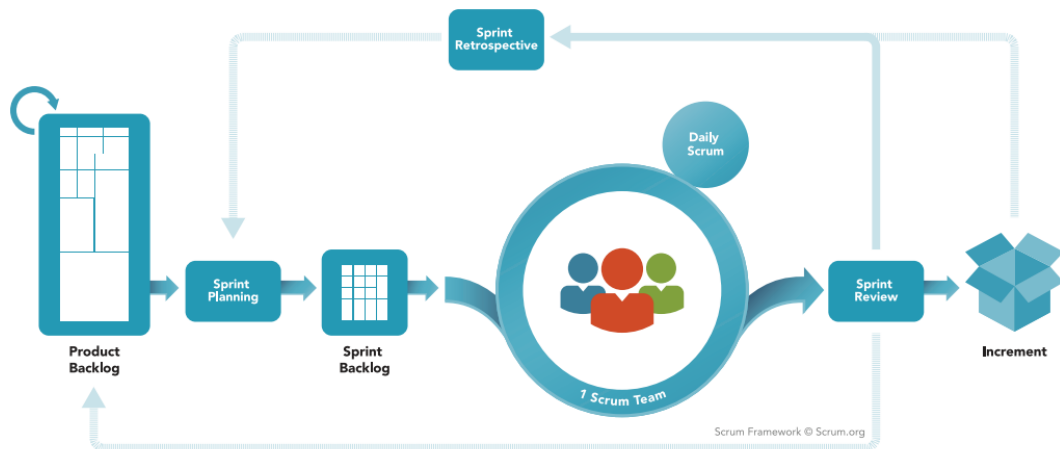 Sprint
Retrospective
Daily
Scrum
Sprint
Planning
Sprint
Review
Product
Backlog
Sprint
Backlog
1 Scrum Team
Increment
Scrum Framework © Scrum.org